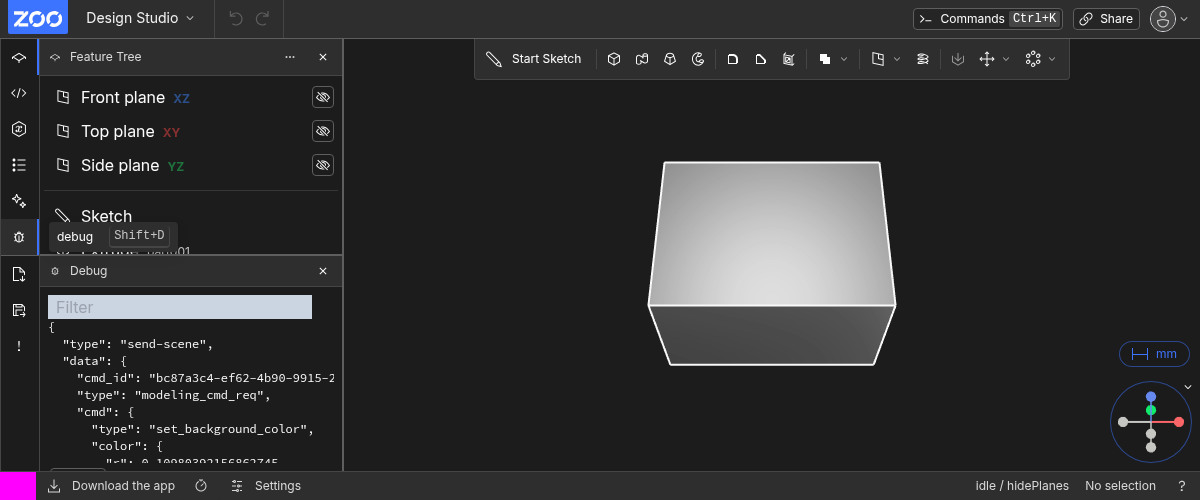 ZOO
Design Studio
Commands Ctrl+K
Share
Feature Tree
Front plane XZ
Top plane XY
Side plane YZ
Sketch
debug Shift+D
Debug
Filter
{
"type": "send-scene",
"data": {
"cmd_id": "bc87a3c4-ef62-4b90-9915-2
"type": "modeling_cmd_req",
"cmd": {
"type": "set_background_color",
"color": {
"r": 0.10980392156862745
Start Sketch
mm
Download the app
Settings
idle / hidePlanes
No selection
?